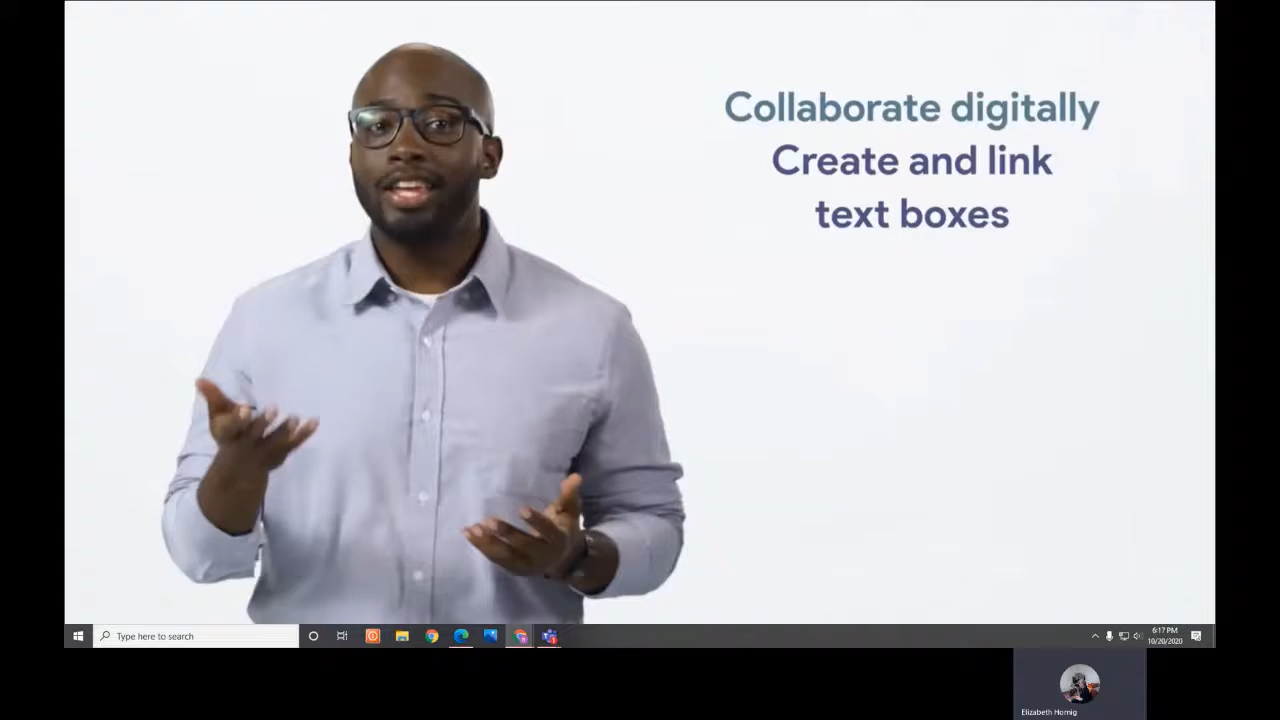 Collaborate digitally
Create and link
text boxes
Type here to search
6:17 PM
10/20/2020
Elizabeth Hornig